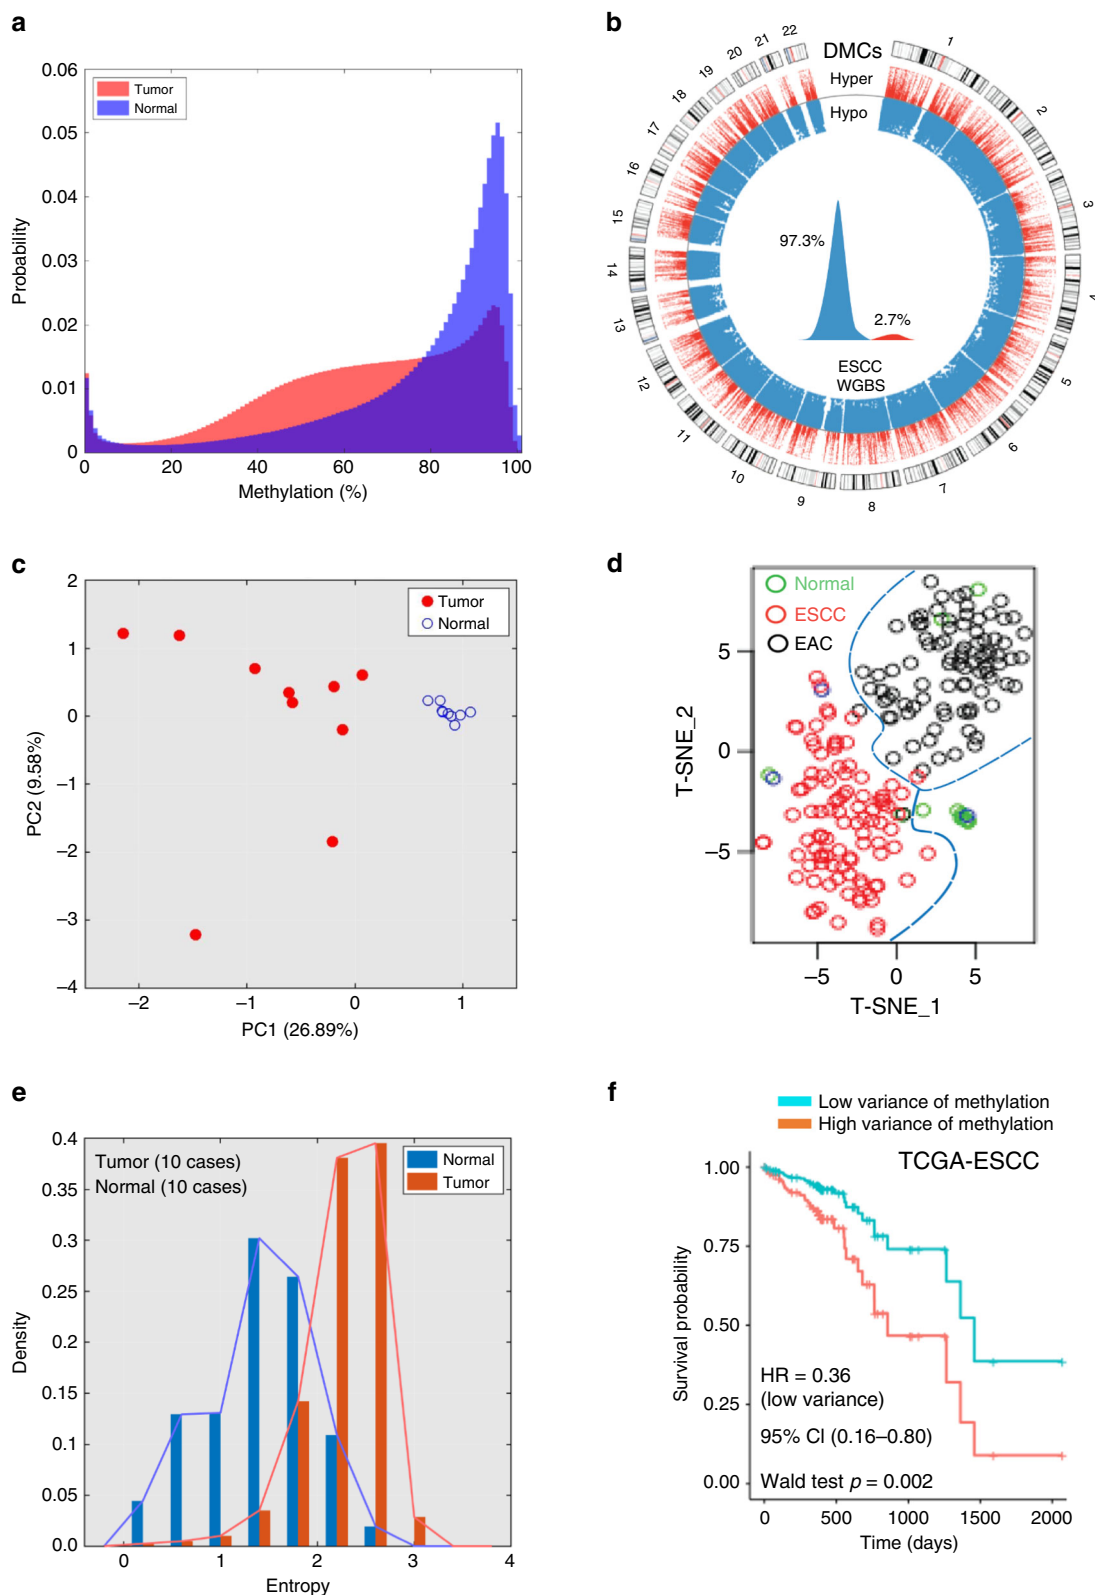 a
0.06
0.05
0.04
0.03
0.02
0.01
0
Probability
Tumor
Normal
0
20
40
60
80
100
Methylation (%)
b
DMCs
Hyper
Hypo
1
2
3
4
5
6
7
8
9
10
11
12
13
14
15
16
17
18
19
20
21
22
97.3%
2.7%
ESCC
WGBS
c
2
1
0
−1
−2
−3
−4
PC2 (9.58%)
Tumor
Normal
−2
−1
0
1
PC1 (26.89%)
d
Normal
ESCC
EAC
5
0
−5
T-SNE_2
−5
0
5
T-SNE_1
e
0.4
0.35
0.3
0.25
0.2
0.15
0.1
0.05
0.0
Density
Tumor (10 cases)
Normal (10 cases)
Normal
Tumor
0
1
2
3
4
Entropy
f
Low variance of methylation
High variance of methylation
TCGA-ESCC
1.00
0.75
0.50
0.25
0.00
Survival probability
HR = 0.36
(low variance)
95% CI (0.16–0.80)
Wald test p = 0.002
0
500
1000
1500
2000
Time (days)